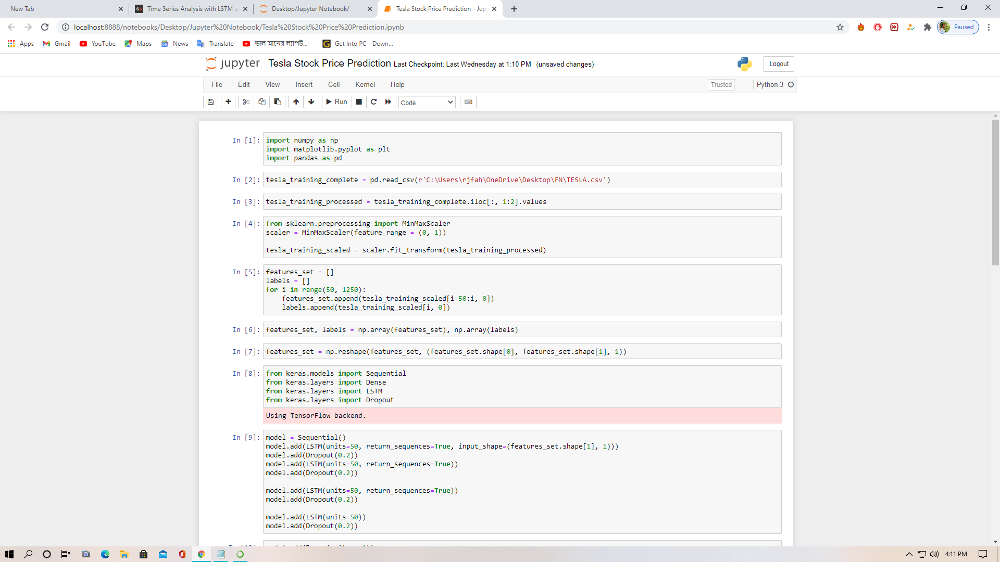 New Tab
Time Series Analysis with LSTM u
Desktop/Jupyter Notebook/
Tesla Stock Price Prediction - Jup
localhost:8888/notebooks/Desktop/Jupyter%20Notebook/Tesla%20Stock%20Price%20Prediction.ipynb
Paused
Apps
Gmail
YouTube
Maps
News
Translate
ভাল মানের ল্যাপট...
Get Into PC - Down...
jupyter Tesla Stock Price Prediction Last Checkpoint: Last Wednesday at 1:10 PM (unsaved changes)
Logout
File Edit View Insert Cell Kernel Help
Trusted
Python 3
Run
Code
In [1]: import numpy as np
import matplotlib.pyplot as plt
import pandas as pd
In [2]: tesla_training_complete = pd.read_csv(r'C:\Users\rjfah\OneDrive\Desktop\FN\TESLA.csv')
In [3]: tesla_training_processed = tesla_training_complete.iloc[:, 1:2].values
In [4]: from sklearn.preprocessing import MinMaxScaler
scaler = MinMaxScaler(feature_range = (0, 1))
tesla_training_scaled = scaler.fit_transform(tesla_training_processed)
In [5]: features_set = []
labels = []
for i in range(50, 1250):
    features_set.append(tesla_training_scaled[i-50:i, 0])
    labels.append(tesla_training_scaled[i, 0])
In [6]: features_set, labels = np.array(features_set), np.array(labels)
In [7]: features_set = np.reshape(features_set, (features_set.shape[0], features_set.shape[1], 1))
In [8]: from keras.models import Sequential
from keras.layers import Dense
from keras.layers import LSTM
from keras.layers import Dropout
Using TensorFlow backend.
In [9]: model = Sequential()
model.add(LSTM(units=50, return_sequences=True, input_shape=(features_set.shape[1], 1)))
model.add(Dropout(0.2))
model.add(LSTM(units=50, return_sequences=True))
model.add(Dropout(0.2))
model.add(LSTM(units=50, return_sequences=True))
model.add(Dropout(0.2))
model.add(LSTM(units=50))
model.add(Dropout(0.2))
4:11 PM